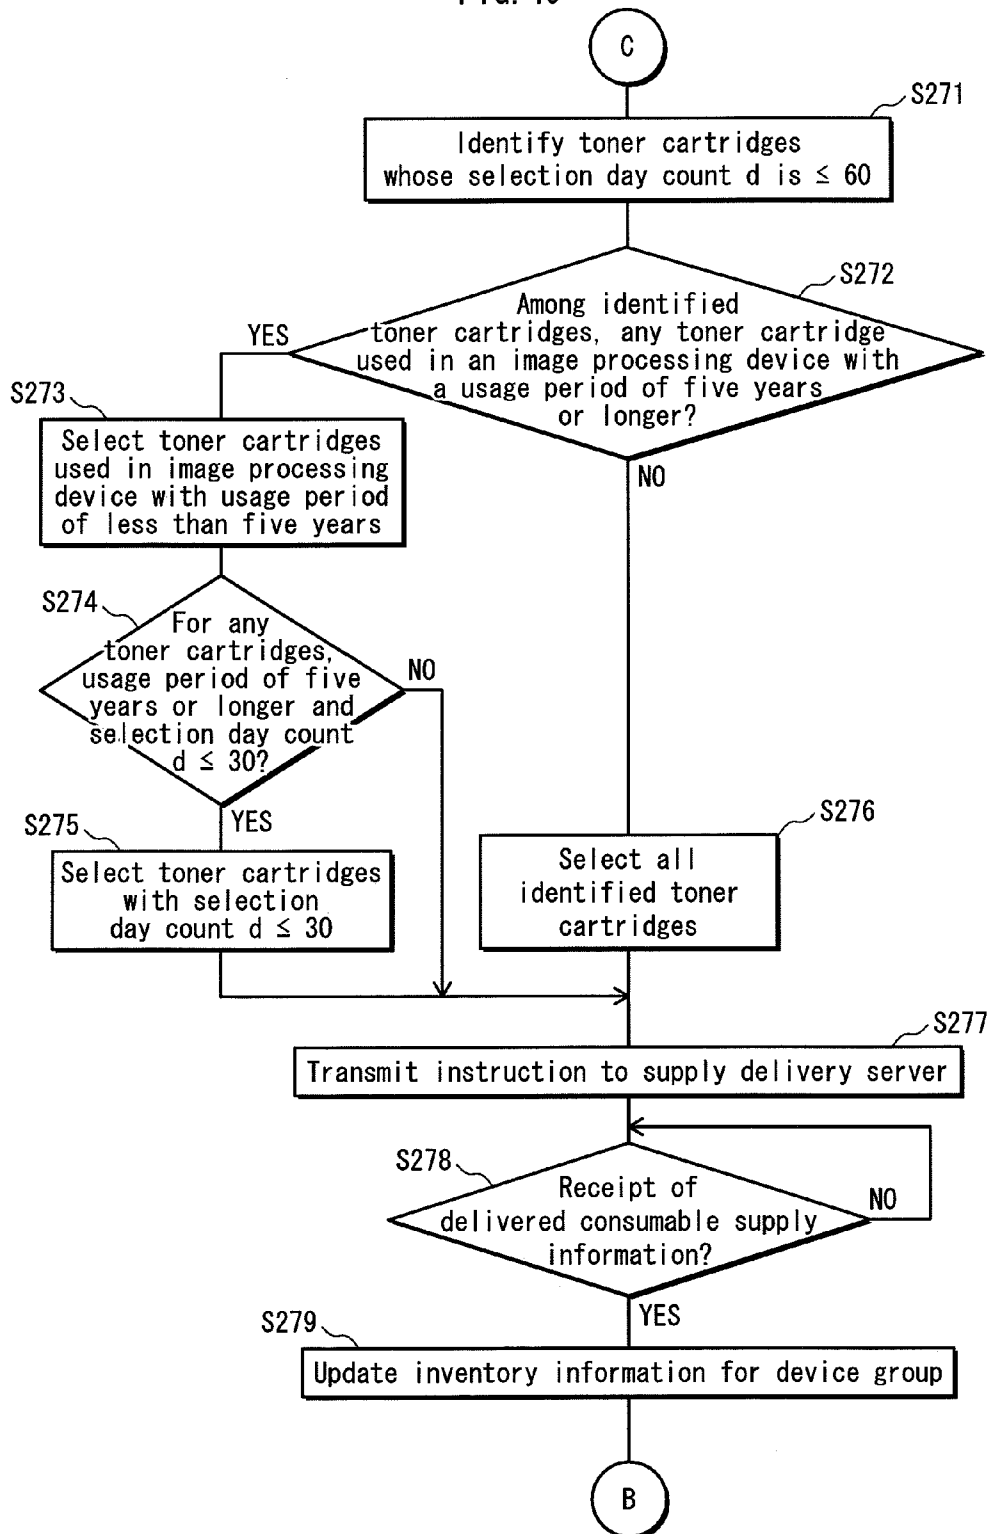 C
S271
Identify toner cartridges
whose selection day count d is ≤ 60
S272
Among identified
toner cartridges, any toner cartridge
used in an image processing device with
a usage period of five years
or longer?
YES
NO
S273
Select toner cartridges
used in image processing
device with usage period
of less than five years
S274
For any
toner cartridges,
usage period of five
years or longer and
selection day count
d ≤ 30?
NO
YES
S275
Select toner cartridges
with selection
day count d ≤ 30
S276
Select all
identified toner
cartridges
S277
Transmit instruction to supply delivery server
S278
Receipt of
delivered consumable supply
information?
NO
YES
S279
Update inventory information for device group
B